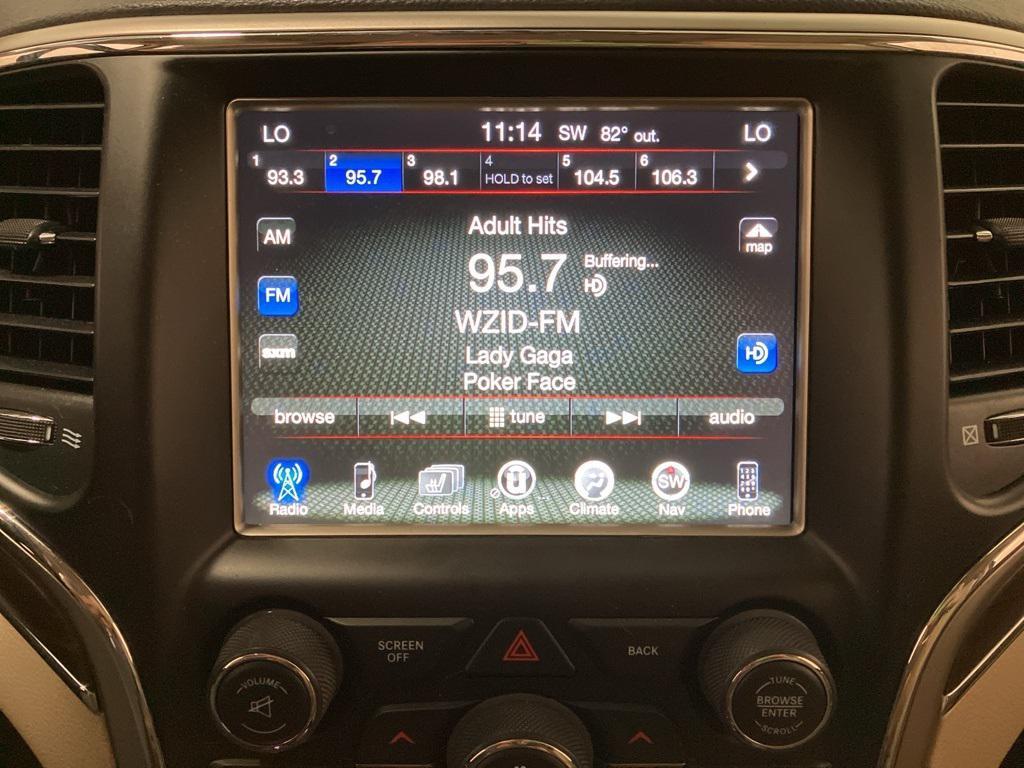 LO 11:14 SW 82° out. LO
1 93.3 2 95.7 3 98.1 4 HOLD to set 5 104.5 6 106.3
AM
Adult Hits
map
95.7 Buffering...
HD
FM
WZID-FM
sxm
Lady Gaga
HD
Poker Face
browse tune audio
SW
Radio Media Controls Apps Climate Nav Phone
SCREEN
OFF
BACK
VOLUME
TUNE
BROWSE
ENTER
SCROLL